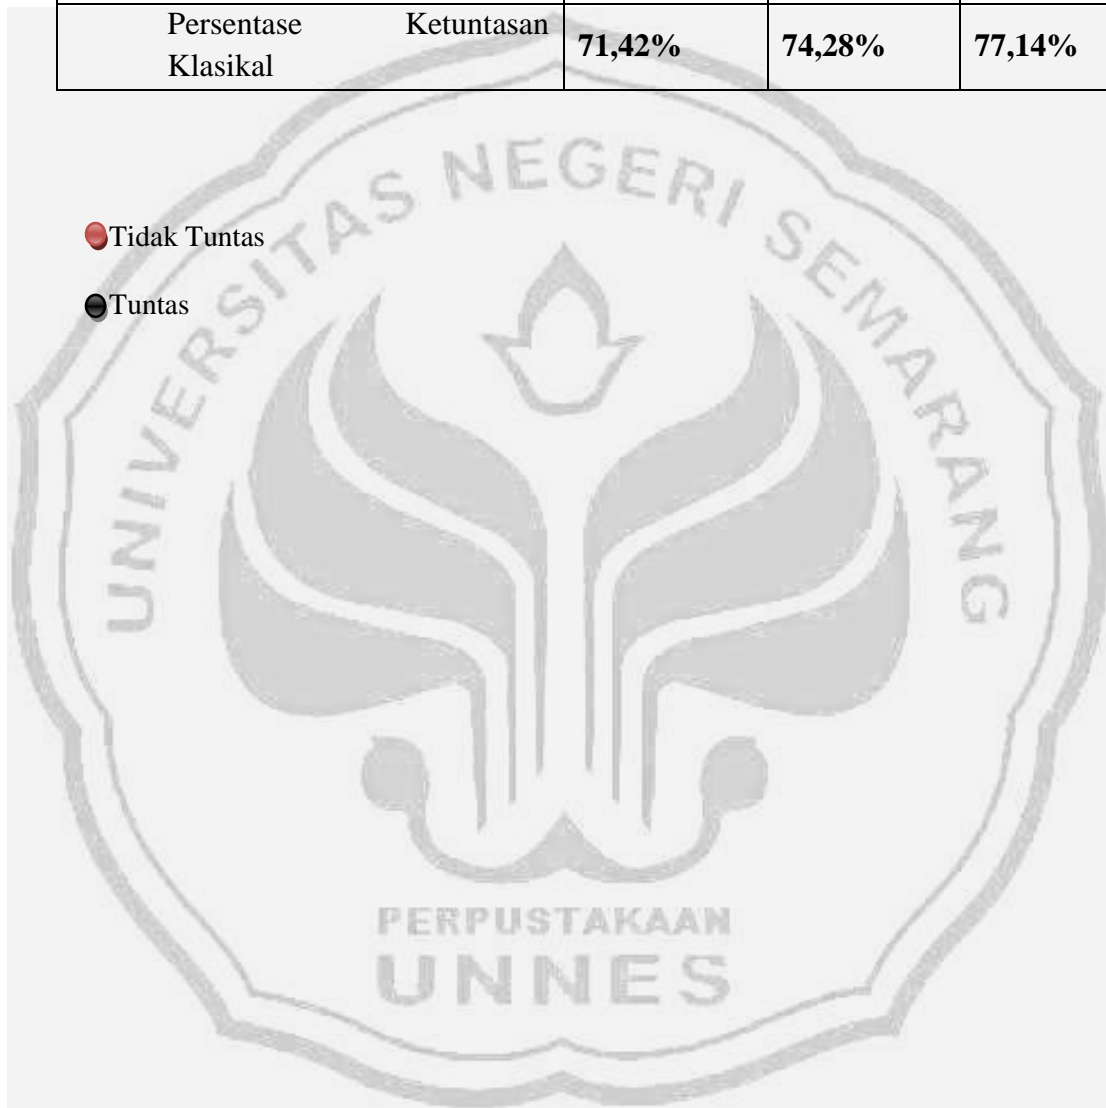 Persentase Ketuntasan Klasikal 71,42% 74,28% 77,14%
Tidak Tuntas
Tuntas
UNIVERSITAS NEGERI SEMARANG
PERPUSTAKAAN
UNNES